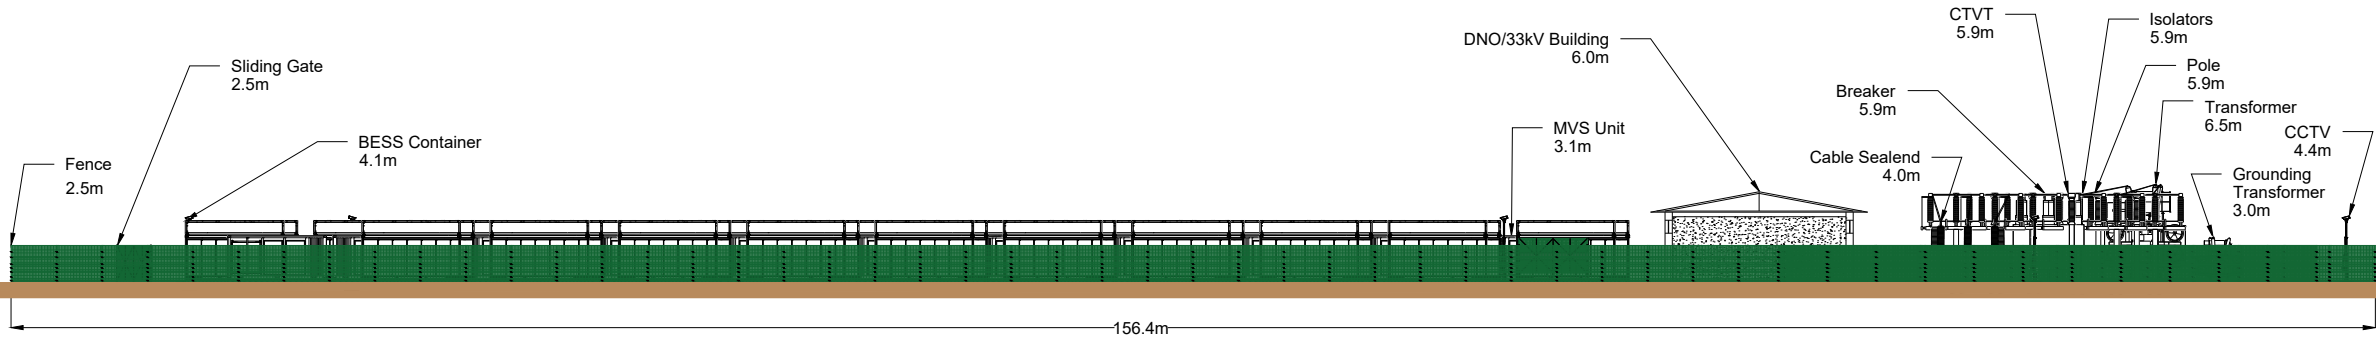 Fence
2.5m
Sliding Gate
2.5m
BESS Container
4.1m
DNO/33kV Building
6.0m
MVS Unit
3.1m
Cable Sealend
4.0m
Breaker
5.9m
CTVT
5.9m
Isolators
5.9m
Pole
5.9m
Transformer
6.5m
CCTV
4.4m
Grounding
Transformer
3.0m
156.4m